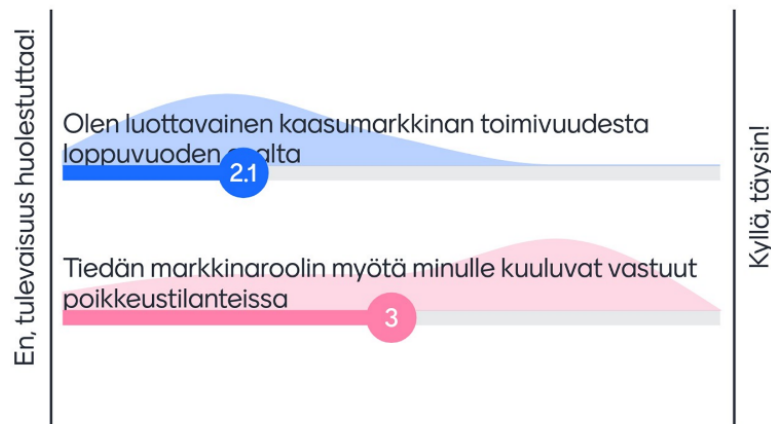 En, tulevaisuus huolestuttaa!
Olen luottavainen kaasumarkkinan toimivuudesta
loppuvuoden
2.1
Tiedän markkinaroolin myötä minulle kuuluvat vastuut
poikkeustilanteissa
3
Kyllä, täysin!